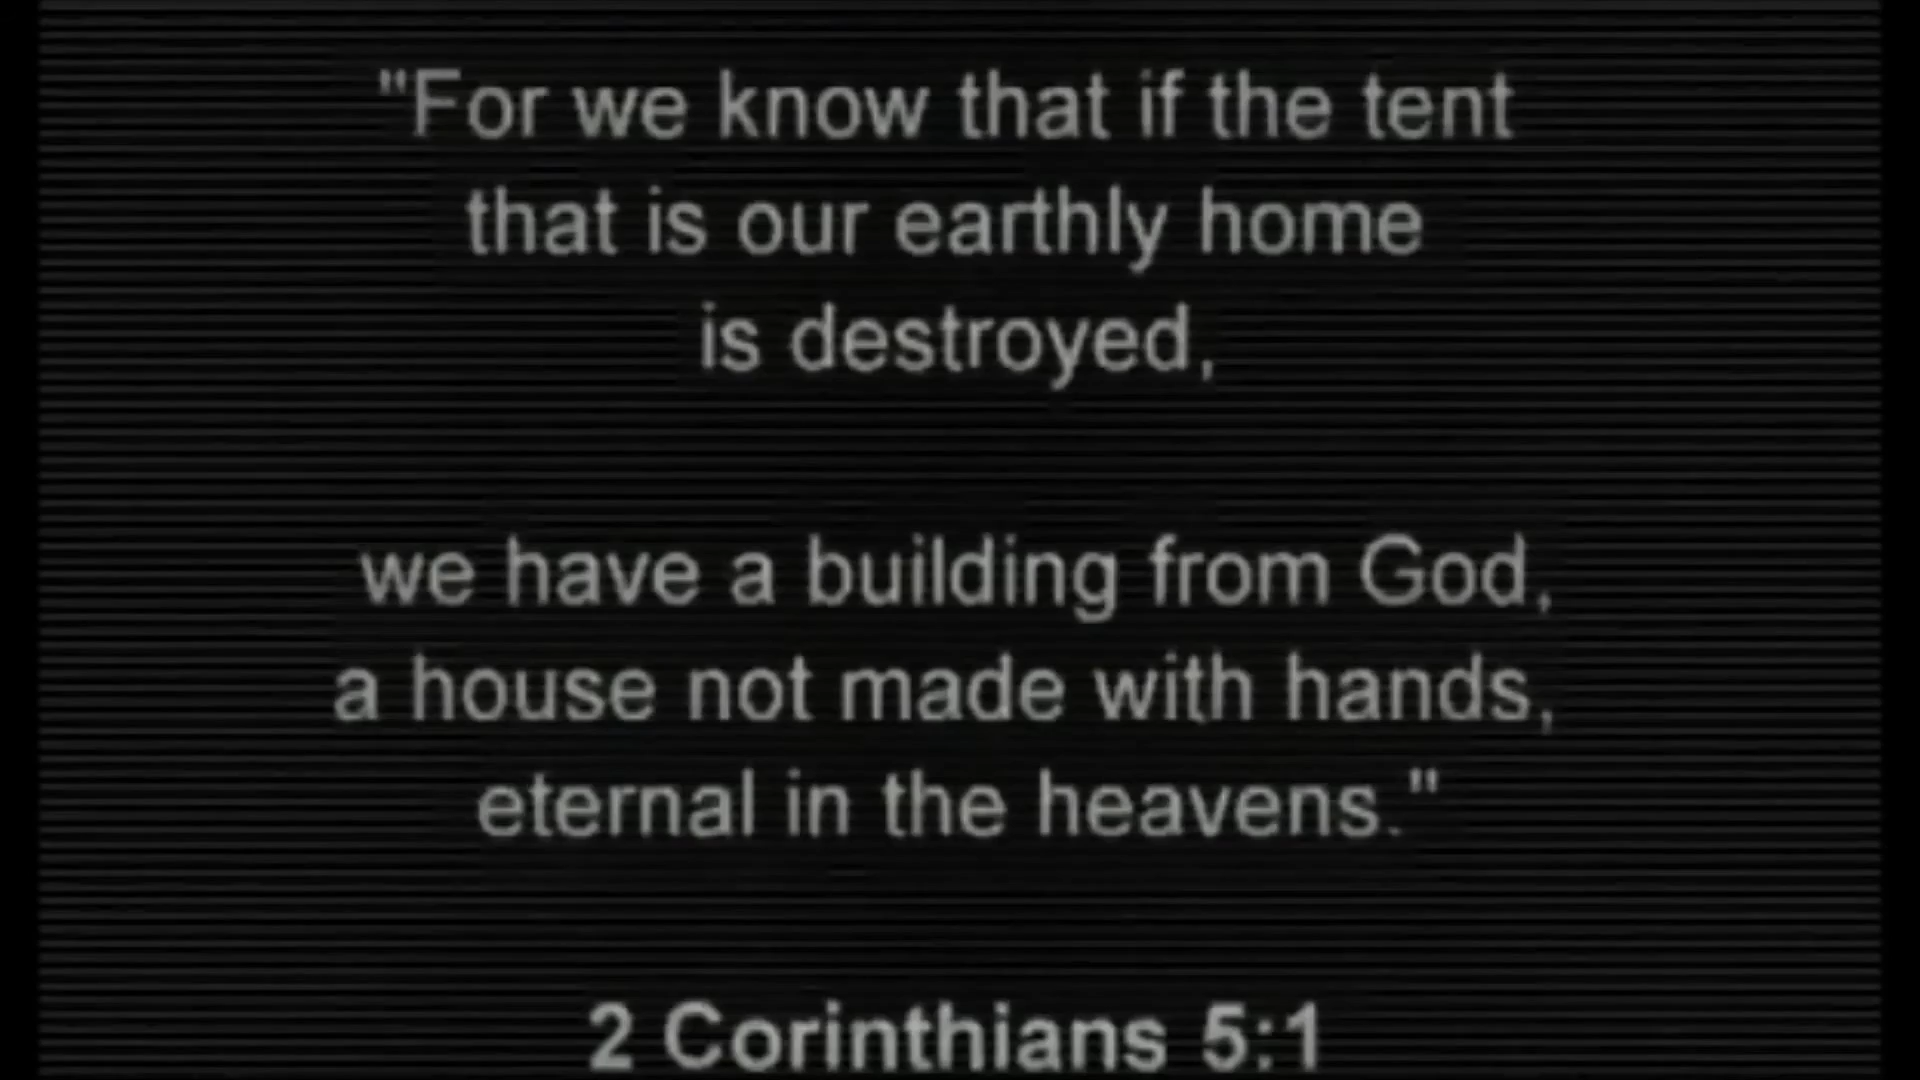 "For we know that if the tent
that is our earthly home
is destroyed,
we have a building from God,
a house not made with hands,
eternal in the heavens."
2 Corinthians 5:1